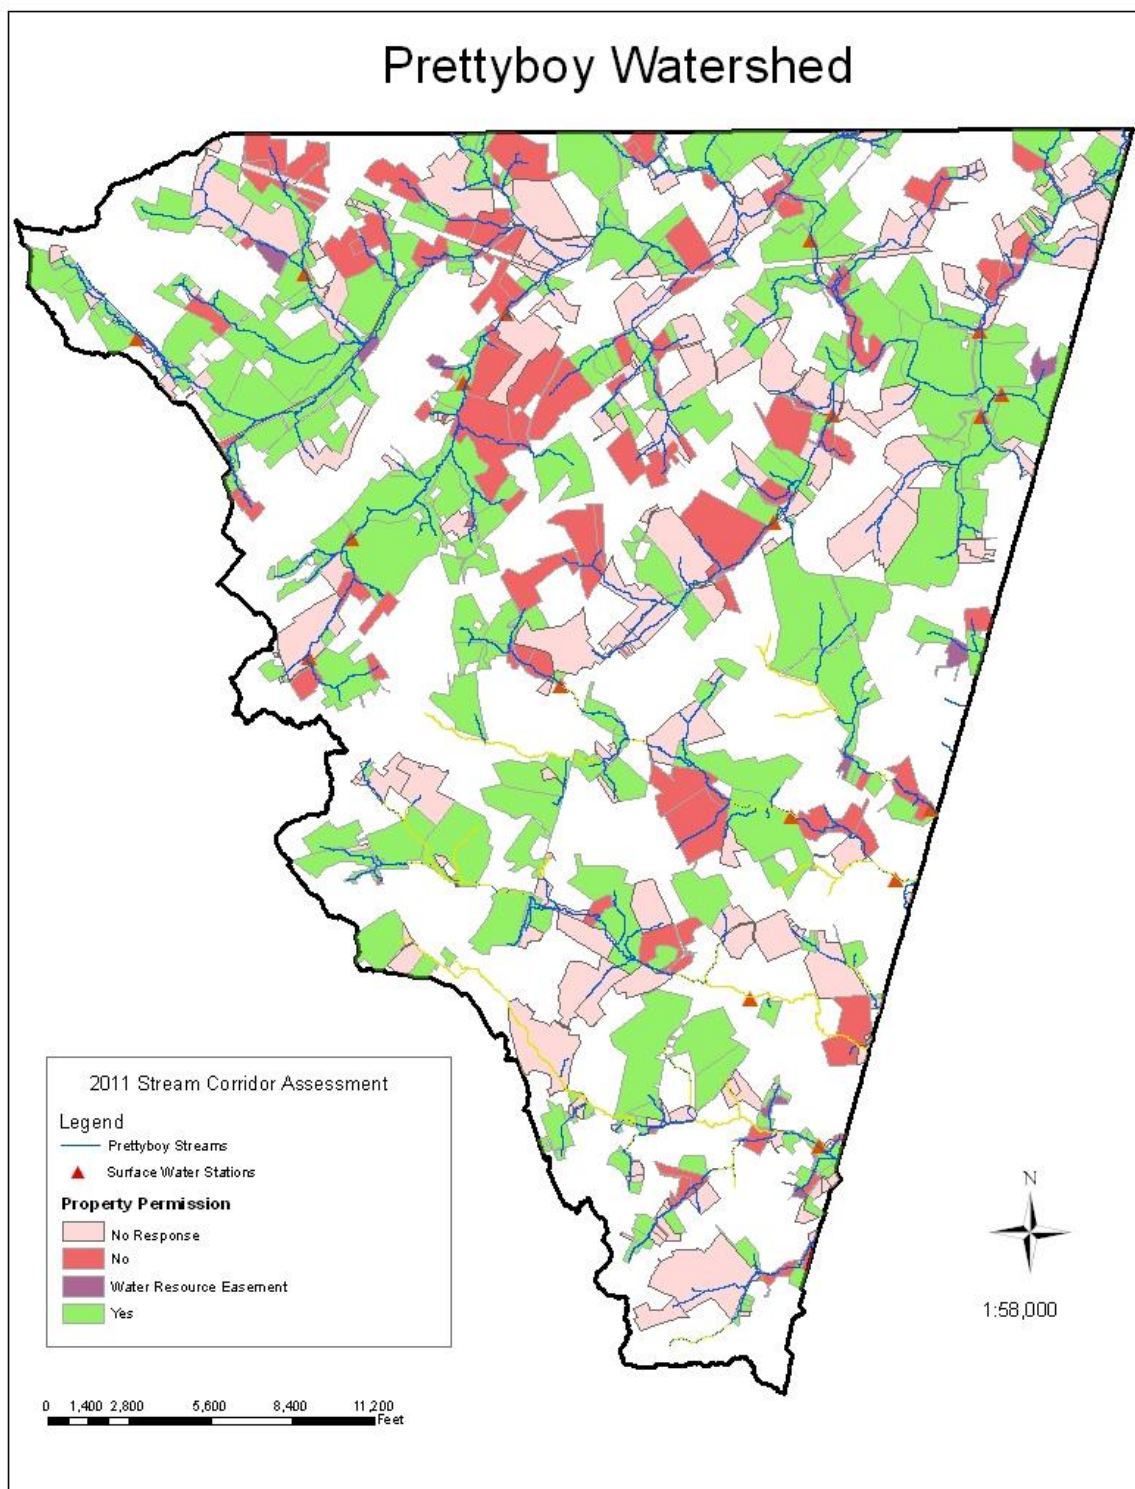 Prettyboy Watershed
2011 Stream Corridor Assessment
Legend
Prettyboy Streams
Surface Water Stations
Property Permission
No Response
No
Water Resource Easement
Yes
N
1:58,000
0 1,400 2,800 5,600 8,400 11,200
Feet